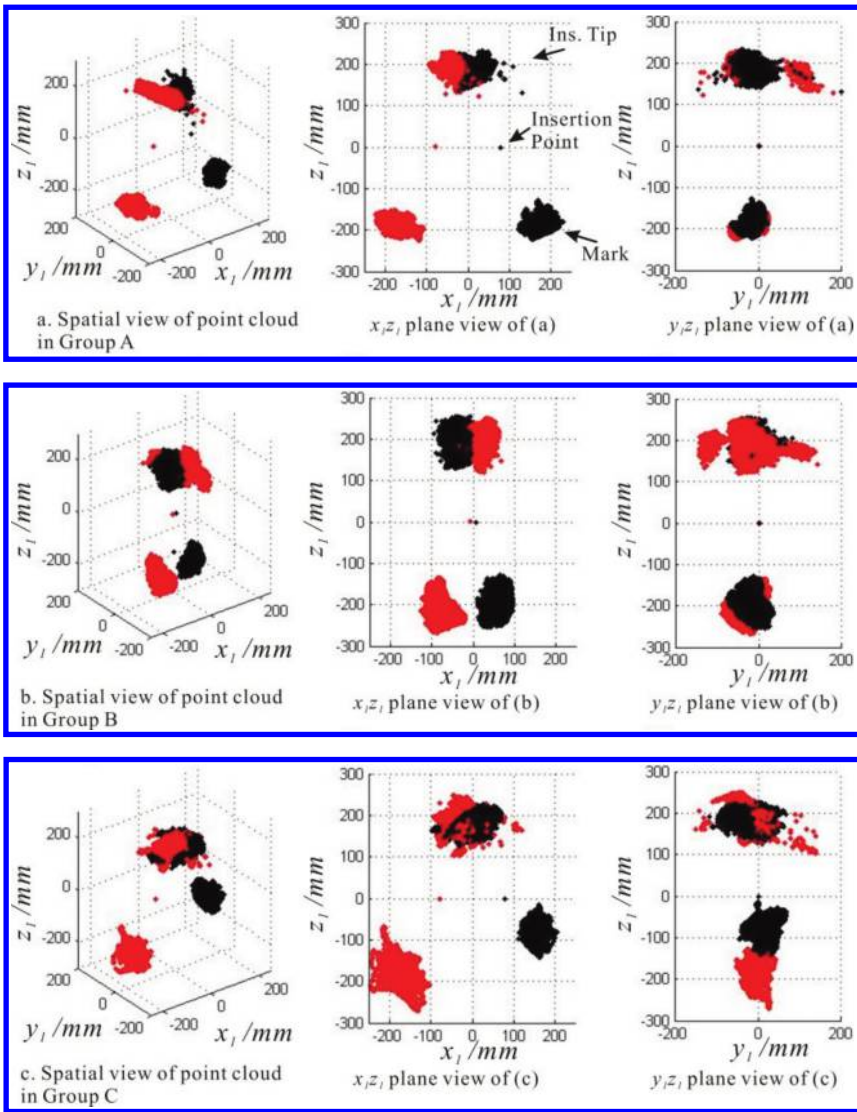 300
300
200
200
200
Ins. Tip
100
100
z1 /mm
0
z1 /mm
0
Insertion
Point
z1 /mm
0
-200
-100
-100
200
0
-200
-200
0
200
-200
Mark
-200
y1 /mm
x1 /mm
-300
-200 -100 0 100 200
-300
-200 0 200
x1 /mm
y1 /mm
a. Spatial view of point cloud
in Group A
x1z1 plane view of (a)
y1z1 plane view of (a)
300
300
200
200
200
100
100
z1 /mm
0
z1 /mm
0
z1 /mm
0
-200
-100
-100
200
0
-200
-200
0
200
-200
-200
y1 /mm
x1 /mm
-300
-200 -100 0 100 200
-300
-200 0 200
x1 /mm
y1 /mm
b. Spatial view of point cloud
in Group B
x1z1 plane view of (b)
y1z1 plane view of (b)
300
300
200
200
200
100
100
z1 /mm
0
z1 /mm
0
z1 /mm
0
-200
-100
-100
200
0
-200
-200
0
200
-200
-200
y1 /mm
x1 /mm
-300
-200 -100 0 100 200
-300
-200 0 200
x1 /mm
y1 /mm
c. Spatial view of point cloud
in Group C
x1z1 plane view of (c)
y1z1 plane view of (c)